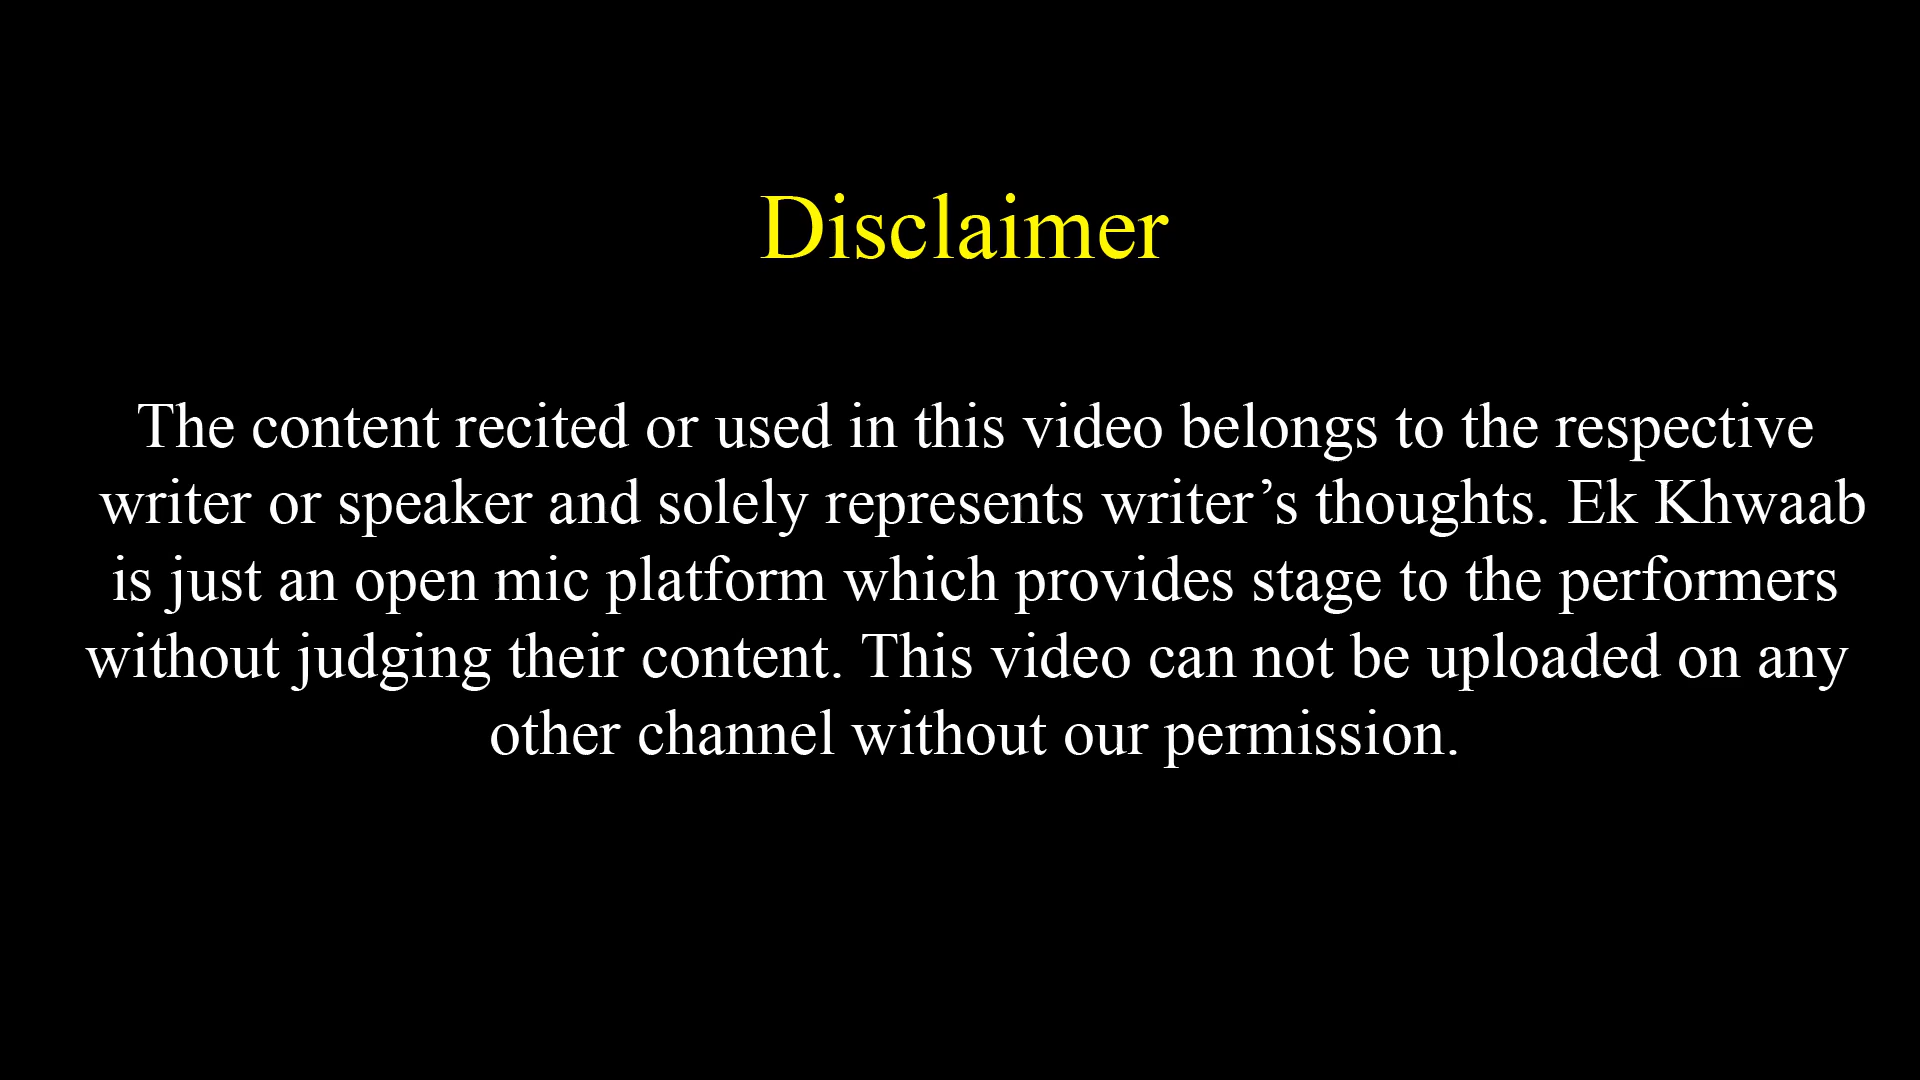 Disclaimer
The content recited or used in this video belongs to the respective
writer or speaker and solely represents writer’s thoughts. Ek Khwaab
is just an open mic platform which provides stage to the performers
without judging their content. This video can not be uploaded on any
other channel without our permission.